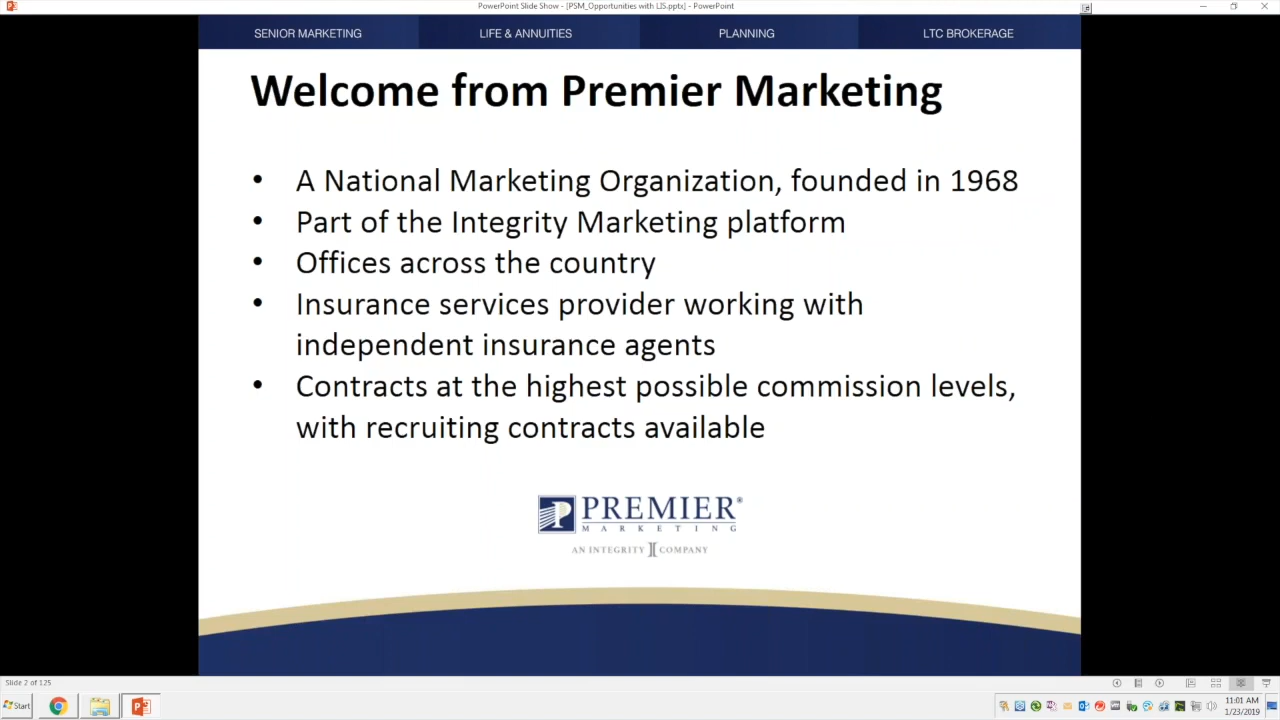 PowerPoint Slide Show - [PSM_Opportunities with LIS.pptx] - PowerPoint
SENIOR MARKETING
LIFE & ANNUITIES
PLANNING
LTC BROKERAGE
Welcome from Premier Marketing
• A National Marketing Organization, founded in 1968
• Part of the Integrity Marketing platform
• Offices across the country
• Insurance services provider working with
independent insurance agents
• Contracts at the highest possible commission levels,
with recruiting contracts available
PREMIER®
MARKETING
AN INTEGRITY COMPANY
Slide 2 of 125
Start
11:01 AM
1/23/2019